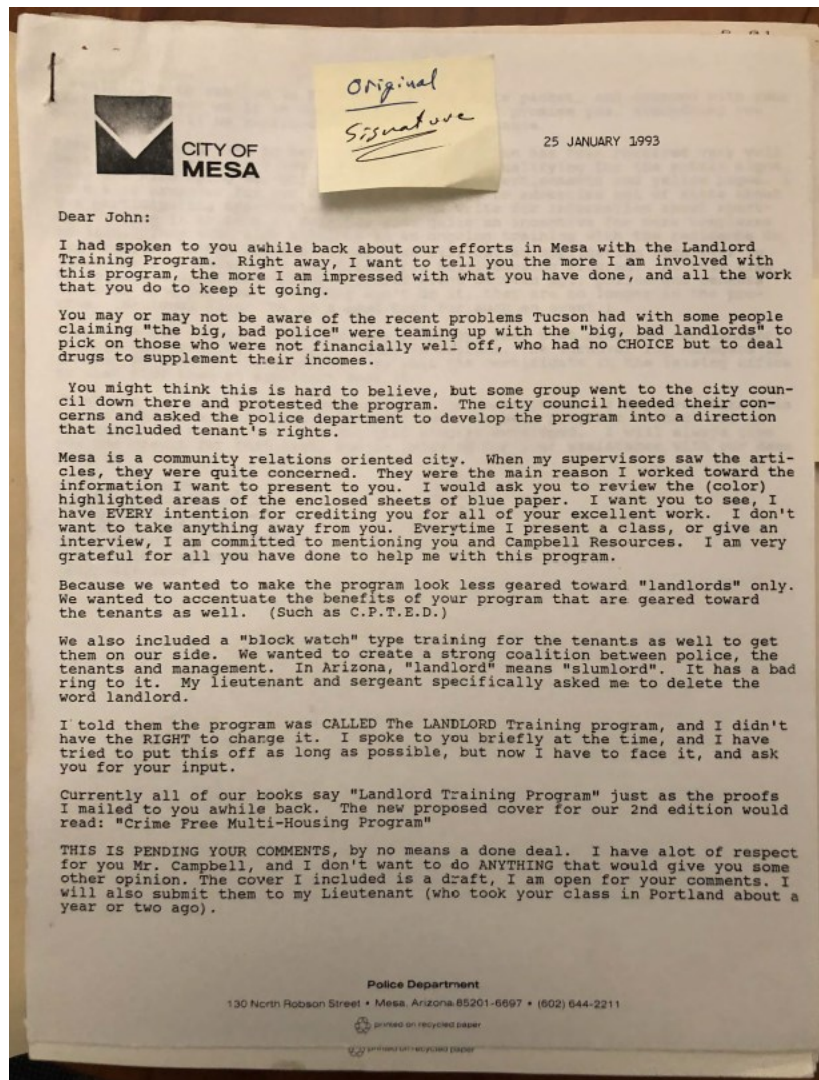 Original
Signature
CITY OF
MESA
25 JANUARY 1993
Dear John:
I had spoken to you awhile back about our efforts in Mesa with the Landlord
Training Program.  Right away, I want to tell you the more I am involved with
this program, the more I am impressed with what you have done, and all the work
that you do to keep it going.
You may or may not be aware of the recent problems Tucson had with some people
claiming "the big, bad police" were teaming up with the "big, bad landlords" to
pick on those who were not financially well off, who had no CHOICE but to deal
drugs to supplement their incomes.
You might think this is hard to believe, but some group went to the city coun-
cil down there and protested the program.  The city council heeded their con-
cerns and asked the police department to develop the program into a direction
that included tenant's rights.
Mesa is a community relations oriented city.  When my supervisors saw the arti-
cles, they were quite concerned.  They were the main reason I worked toward the
information I want to present to you.  I would ask you to review the (color)
highlighted areas of the enclosed sheets of blue paper.  I want you to see, I
have EVERY intention for crediting you for all of your excellent work.  I don't
want to take anything away from you.  Everytime I present a class, or give an
interview, I am committed to mentioning you and Campbell Resources.  I am very
grateful for all you have done to help me with this program.
Because we wanted to make the program look less geared toward "landlords" only.
We wanted to accentuate the benefits of your program that are geared toward
the tenants as well.  (Such as C.P.T.E.D.)
We also included a "block watch" type training for the tenants as well to get
them on our side.  We wanted to create a strong coalition between police, the
tenants and management.  In Arizona, "landlord" means "slumlord".  It has a bad
ring to it.  My lieutenant and sergeant specifically asked me to delete the
word landlord.
I told them the program was CALLED The LANDLORD Training program, and I didn't
have the RIGHT to change it.  I spoke to you briefly at the time, and I have
tried to put this off as long as possible, but now I have to face it, and ask
you for your input.
Currently all of our books say "Landlord Training Program" just as the proofs
I mailed to you awhile back.  The new proposed cover for our 2nd edition would
read: "Crime Free Multi-Housing Program"
THIS IS PENDING YOUR COMMENTS, by no means a done deal.  I have alot of respect
for you Mr. Campbell, and I don't want to do ANYTHING that would give you some
other opinion. The cover I included is a draft, I am open for your comments. I
will also submit them to my Lieutenant (who took your class in Portland about a
year or two ago).
Police Department
130 North Robson Street • Mesa, Arizona 85201-6697 • (602) 644-2211
printed on recycled paper
printed on recycled paper